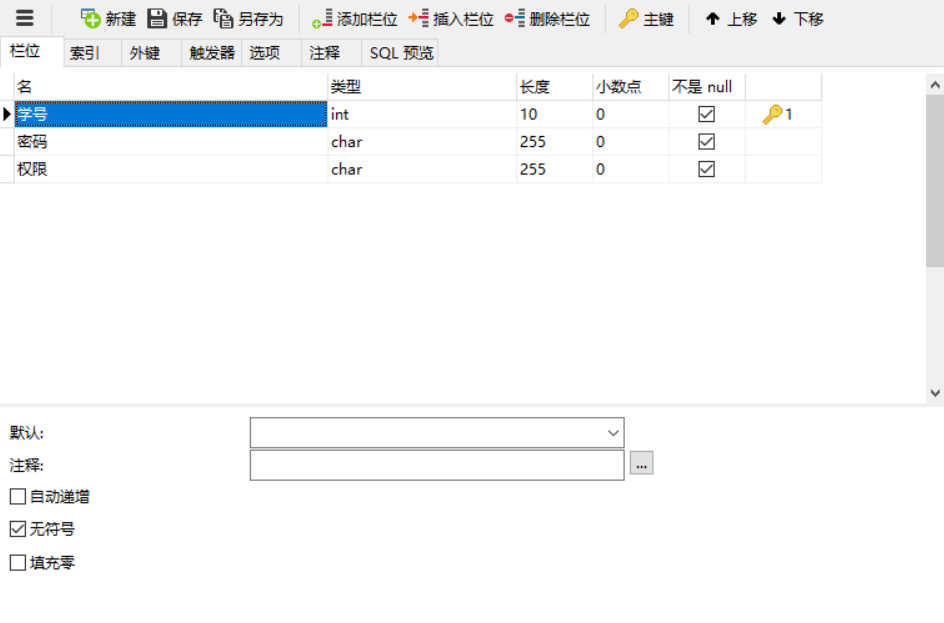 新建 保存 另存为 添加栏位 插入栏位 删除栏位 主键 上移 下移
栏位 索引 外键 触发器 选项 注释 SQL 预览
名 类型 长度 小数点 不是 null
学号 int 10 0 1
密码 char 255 0
权限 char 255 0
默认:
注释: ...
自动递增
无符号
填充零